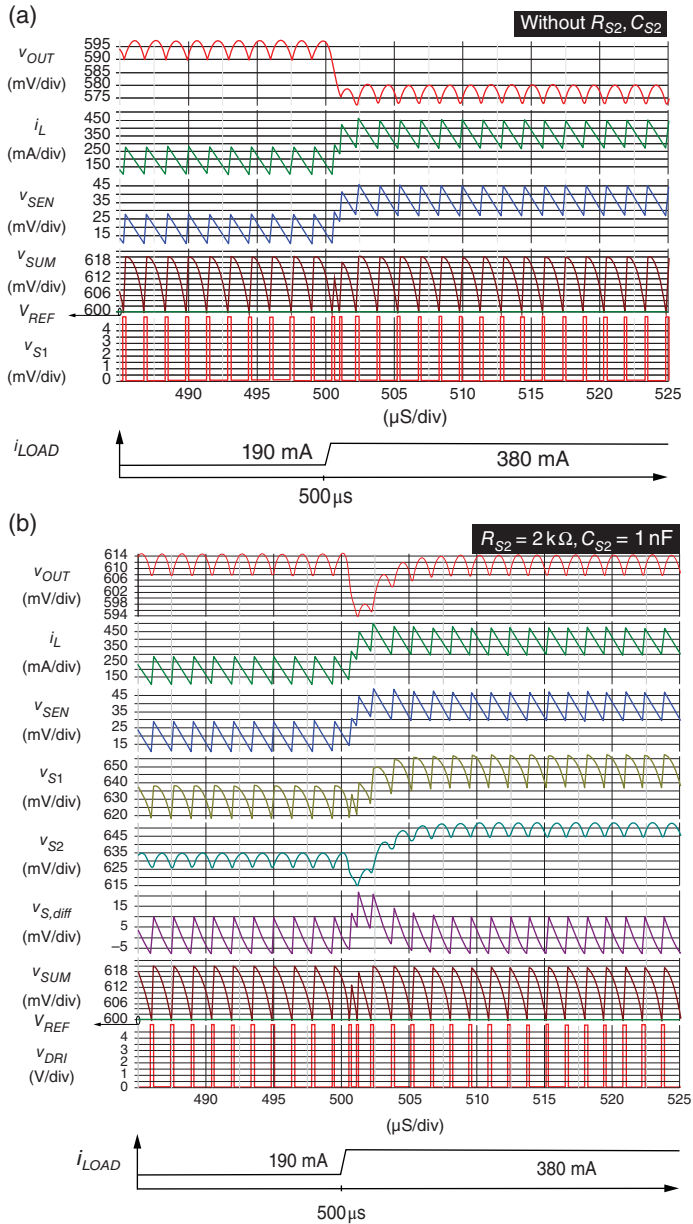 (a)
Without R_S2, C_S2
v_OUT
(mV/div)
595
590
585
580
575
i_L
(mA/div)
450
350
250
150
v_SEN
(mV/div)
45
35
25
15
v_SUM
(mV/div)
618
612
606
600
V_REF
0
v_S1
(mV/div)
4
3
2
1
0
490 495 500 505 510 515 520 525
(µS/div)
i_LOAD
190 mA
380 mA
500 µs
(b)
R_S2 = 2 kΩ, C_S2 = 1 nF
v_OUT
(mV/div)
614
610
606
602
598
594
i_L
(mA/div)
450
350
250
150
v_SEN
(mV/div)
45
35
25
15
v_S1
(mV/div)
650
640
630
620
v_S2
(mV/div)
645
635
625
615
v_S,diff
(mV/div)
15
5
–5
v_SUM
(mV/div)
618
612
606
600
V_REF
0
v_DRI
(V/div)
4
3
2
1
0
490 495 500 505 510 515 520 525
(µS/div)
i_LOAD
190 mA
380 mA
500 µs